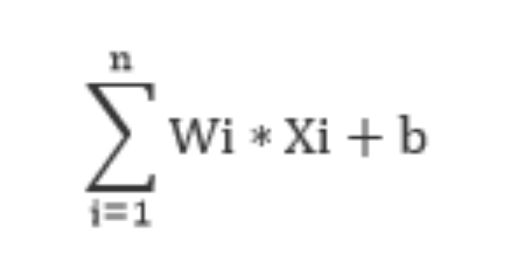 n
∑ Wi * Xi + b
i=1